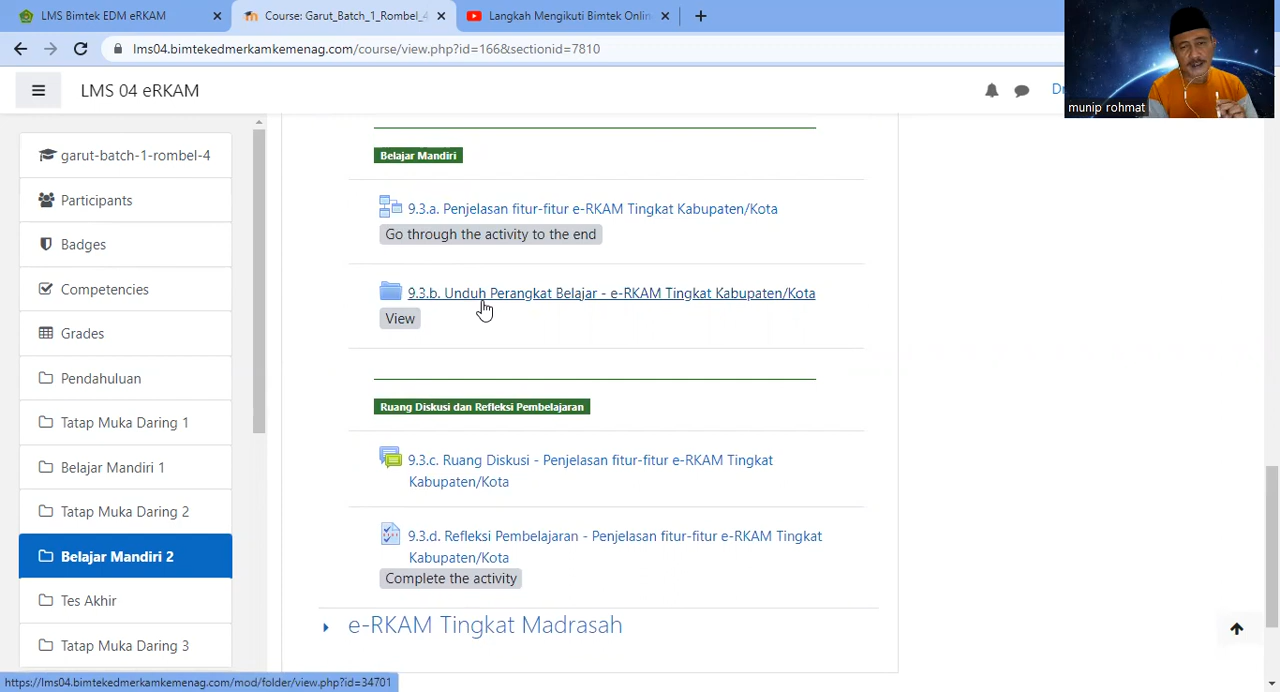 LMS Bimtek EDM eRKAM
Course: Garut_Batch_1_Rombel_4
Langkah Mengikuti Bimtek Onlin
lms04.bimtekedmerkamkemenag.com/course/view.php?id=166&sectionid=7810
LMS 04 eRKAM
munip rohmat
garut-batch-1-rombel-4
Participants
Badges
Competencies
Grades
Pendahuluan
Tatap Muka Daring 1
Belajar Mandiri 1
Tatap Muka Daring 2
Belajar Mandiri 2
Tes Akhir
Tatap Muka Daring 3
Belajar Mandiri
9.3.a. Penjelasan fitur-fitur e-RKAM Tingkat Kabupaten/Kota
Go through the activity to the end
9.3.b. Unduh Perangkat Belajar - e-RKAM Tingkat Kabupaten/Kota
View
Ruang Diskusi dan Refleksi Pembelajaran
9.3.c. Ruang Diskusi - Penjelasan fitur-fitur e-RKAM Tingkat
Kabupaten/Kota
9.3.d. Refleksi Pembelajaran - Penjelasan fitur-fitur e-RKAM Tingkat
Kabupaten/Kota
Complete the activity
e-RKAM Tingkat Madrasah
https://lms04.bimtekedmerkamkemenag.com/mod/folder/view.php?id=34701